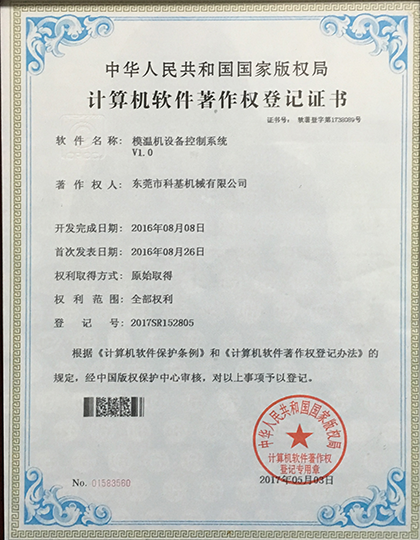 中华人民共和国国家版权局
计算机软件著作权登记证书
证书号： 软著登字第1738089号
软件名称： 模温机设备控制系统
V1.0
著作权人： 东莞市科基机械有限公司
开发完成日期： 2016年08月08日
首次发表日期： 2016年08月26日
权利取得方式： 原始取得
权利范围： 全部权利
登记号： 2017SR152805
根据《计算机软件保护条例》和《计算机软件著作权登记办法》的
规定，经中国版权保护中心审核，对以上事项予以登记。
中华人民共和国国家版权局
计算机软件著作权
登记专用章
No. 01583560
2017年05月03日